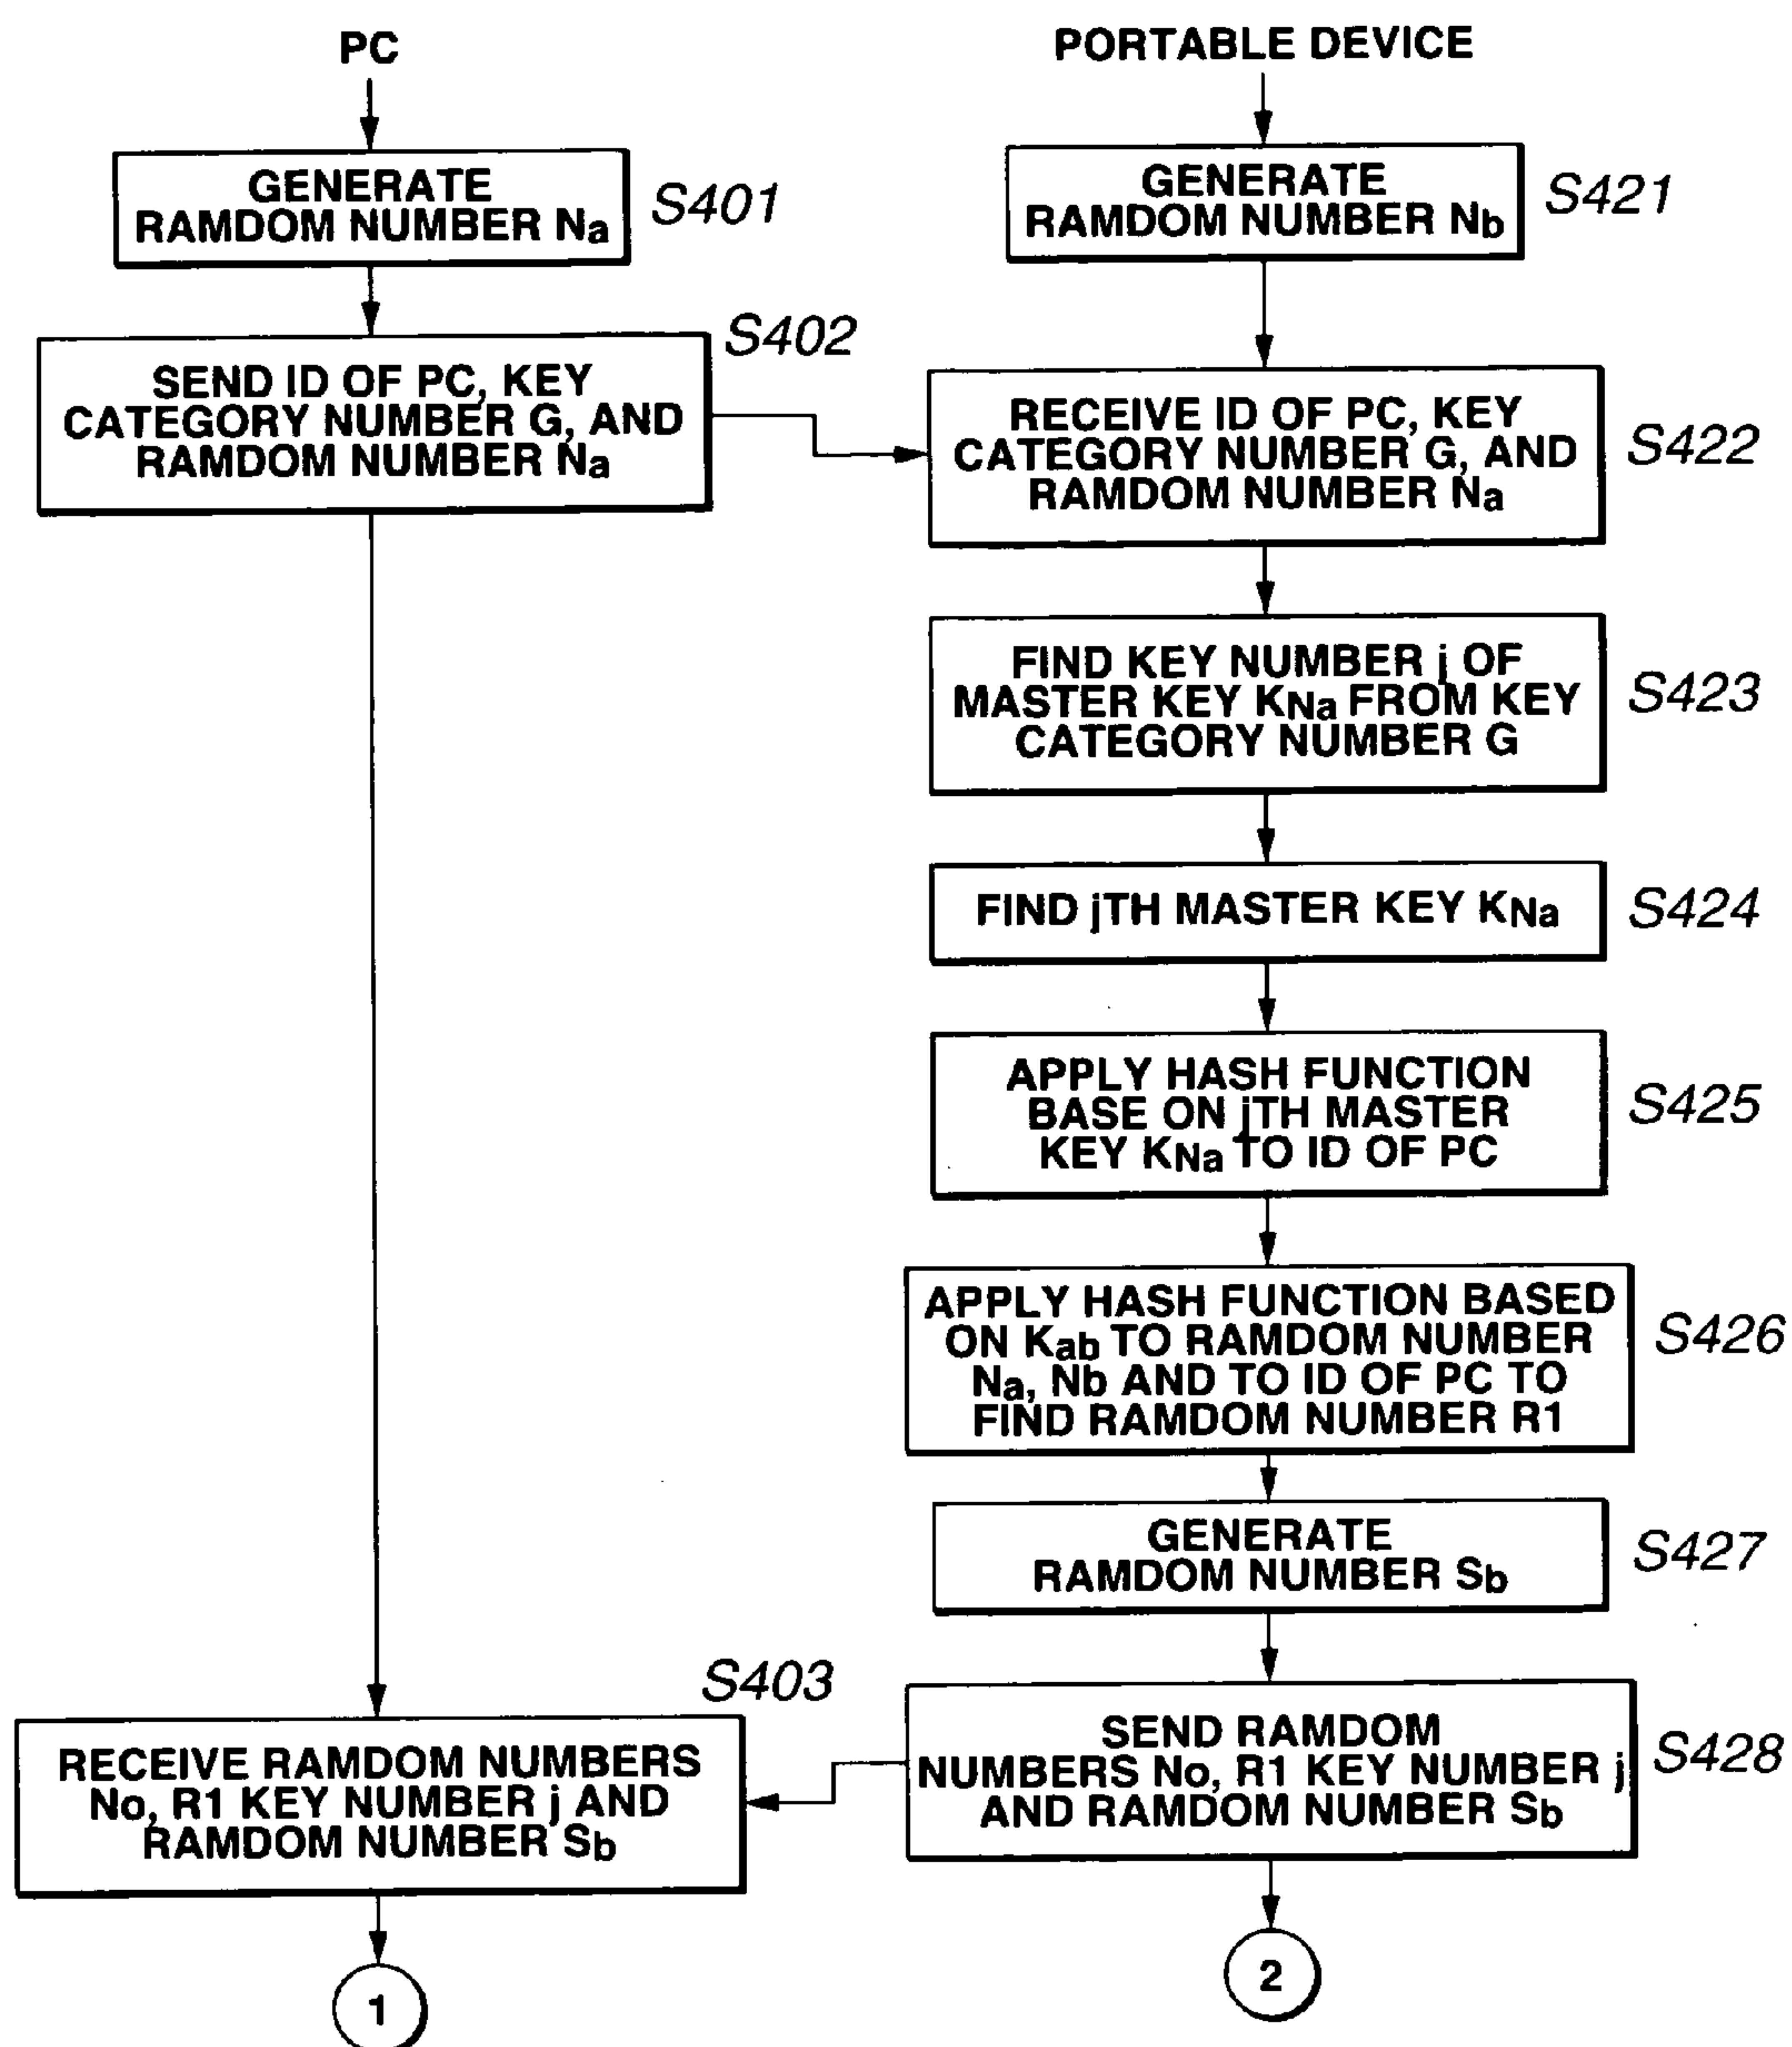 PC
GENERATE
RAMDOM NUMBER Na
S401
SEND ID OF PC, KEY
CATEGORY NUMBER G, AND
RAMDOM NUMBER Na
S402
RECEIVE RAMDOM NUMBERS
No, R1 KEY NUMBER j AND
RAMDOM NUMBER Sb
S403
1
PORTABLE DEVICE
GENERATE
RAMDOM NUMBER Nb
S421
RECEIVE ID OF PC, KEY
CATEGORY NUMBER G, AND
RAMDOM NUMBER Na
S422
FIND KEY NUMBER j OF
MASTER KEY KNa FROM KEY
CATEGORY NUMBER G
S423
FIND jTH MASTER KEY KNa
S424
APPLY HASH FUNCTION
BASE ON jTH MASTER
KEY KNa TO ID OF PC
S425
APPLY HASH FUNCTION BASED
ON Kab TO RAMDOM NUMBER
Na, Nb AND TO ID OF PC TO
FIND RAMDOM NUMBER R1
S426
GENERATE
RAMDOM NUMBER Sb
S427
SEND RAMDOM
NUMBERS No, R1 KEY NUMBER j
AND RAMDOM NUMBER Sb
S428
2